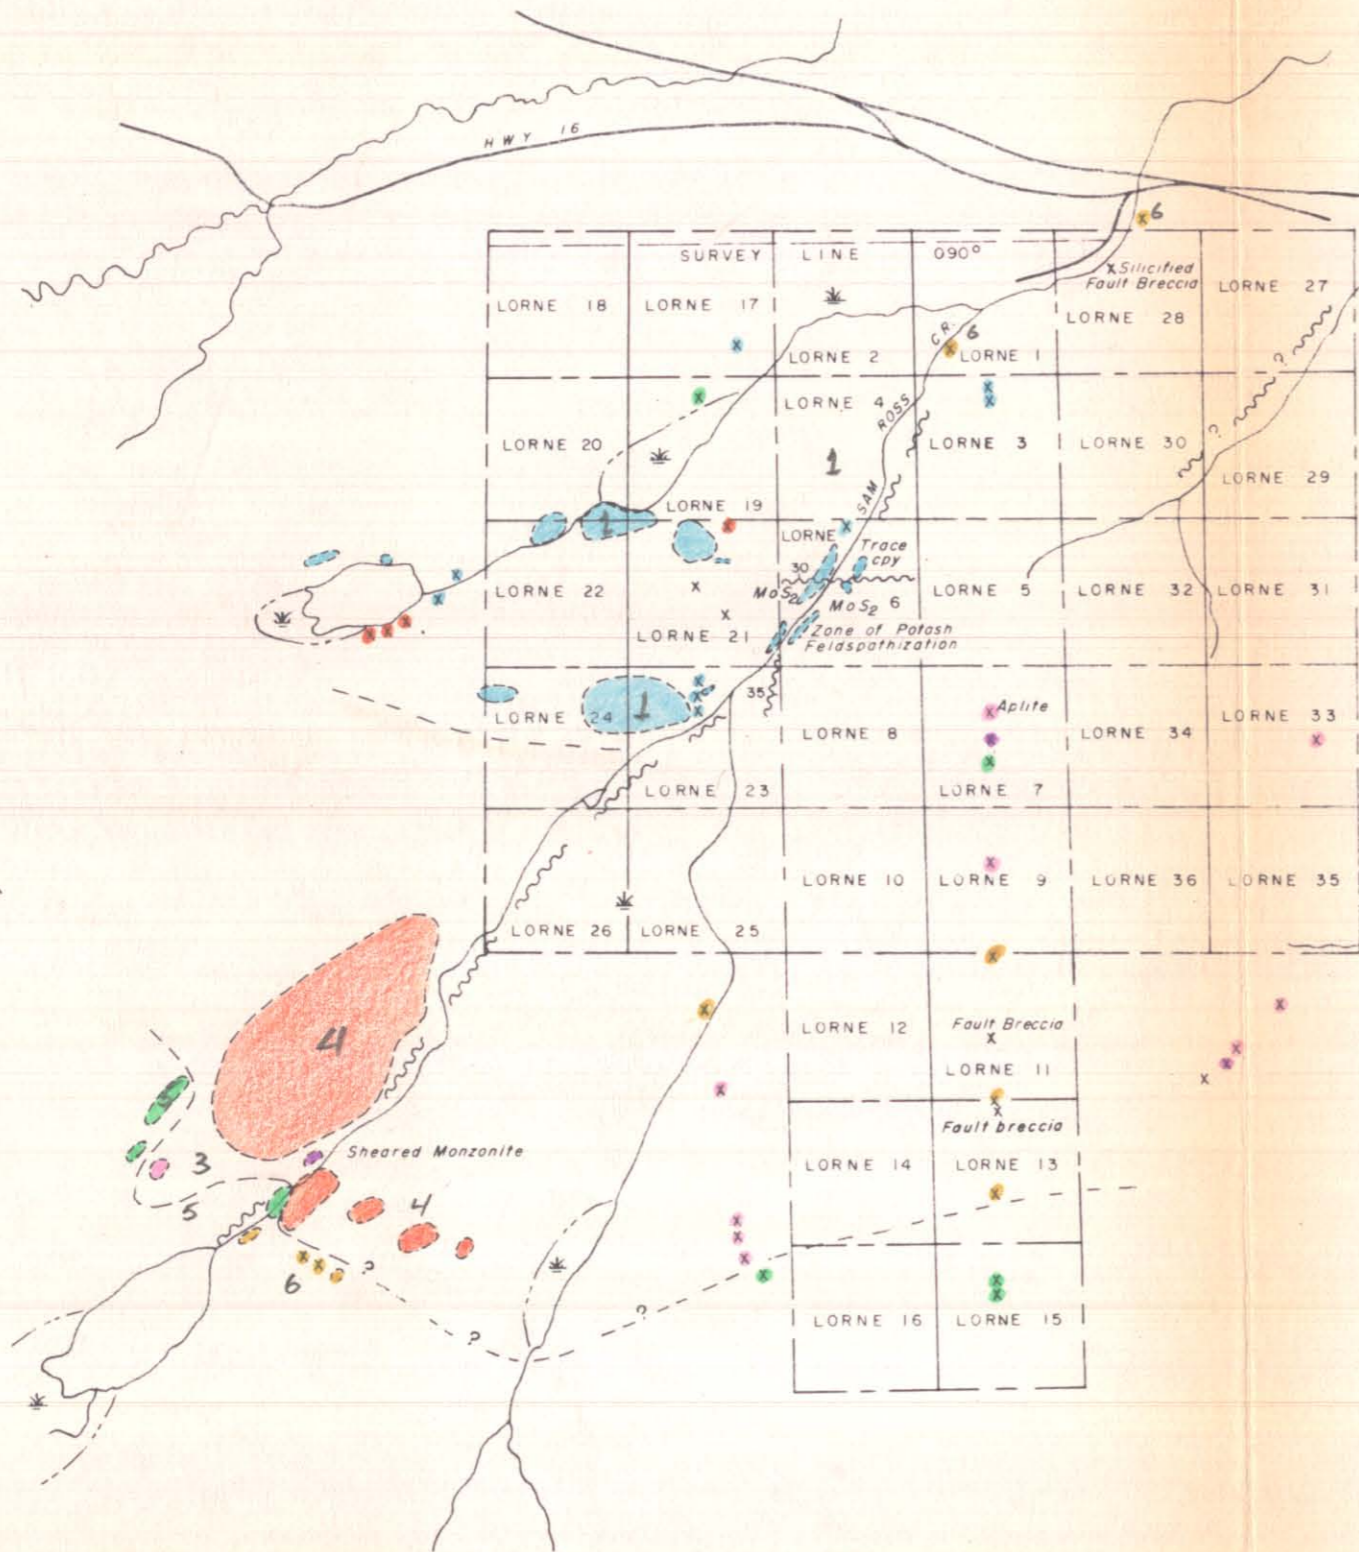 HWY 16
6
SURVEY LINE 090°
Silicified
Fault Breccia
LORNE 27
LORNE 18
LORNE 17
LORNE 28
CR.
6
LORNE 2
LORNE 1
?
LORNE 4
ROSS
?
LORNE 20
LORNE 3
LORNE 30
1
LORNE 29
SAM
LORNE 19
1
LORNE
Trace
cpy
30
LORNE 22
MoS2
LORNE 5
LORNE 32
LORNE 31
MoS2 6
LORNE 21
Zone of Potash
Feldspathization
35
Aplite
1
LORNE 24
LORNE 33
LORNE 8
LORNE 34
LORNE 23
LORNE 7
LORNE 10
LORNE 9
LORNE 36
LORNE 35
LORNE 26
LORNE 25
4
LORNE 12
Fault Breccia
LORNE 11
5
Fault breccia
Sheared Monzonite
3
LORNE 14
LORNE 13
5
4
?
6
?
?
LORNE 16
LORNE 15